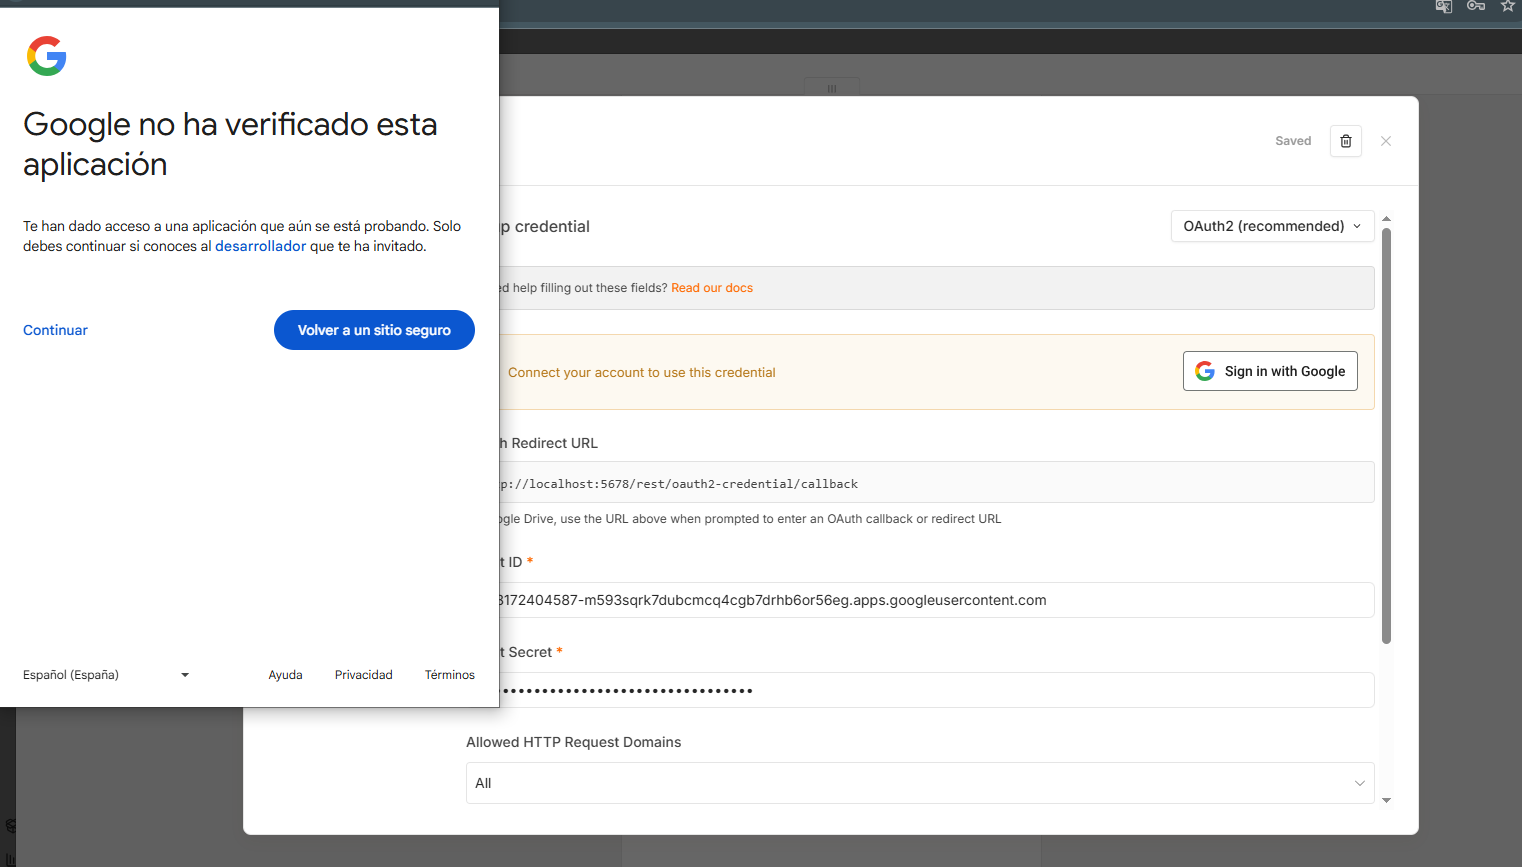 Google no ha verificado esta
aplicación
Te han dado acceso a una aplicación que aún se está probando. Solo
debes continuar si conoces al desarrollador que te ha invitado.
Continuar
Volver a un sitio seguro
Español (España)
Ayuda
Privacidad
Términos
Saved
p credential
OAuth2 (recommended)
ed help filling out these fields? Read our docs
Connect your account to use this credential
Sign in with Google
h Redirect URL
p://localhost:5678/rest/oauth2-credential/callback
ogle Drive, use the URL above when prompted to enter an OAuth callback or redirect URL
t ID *
8172404587-m593sqrk7dubcmcq4cgb7drhb6or56eg.apps.googleusercontent.com
t Secret *
Allowed HTTP Request Domains
All